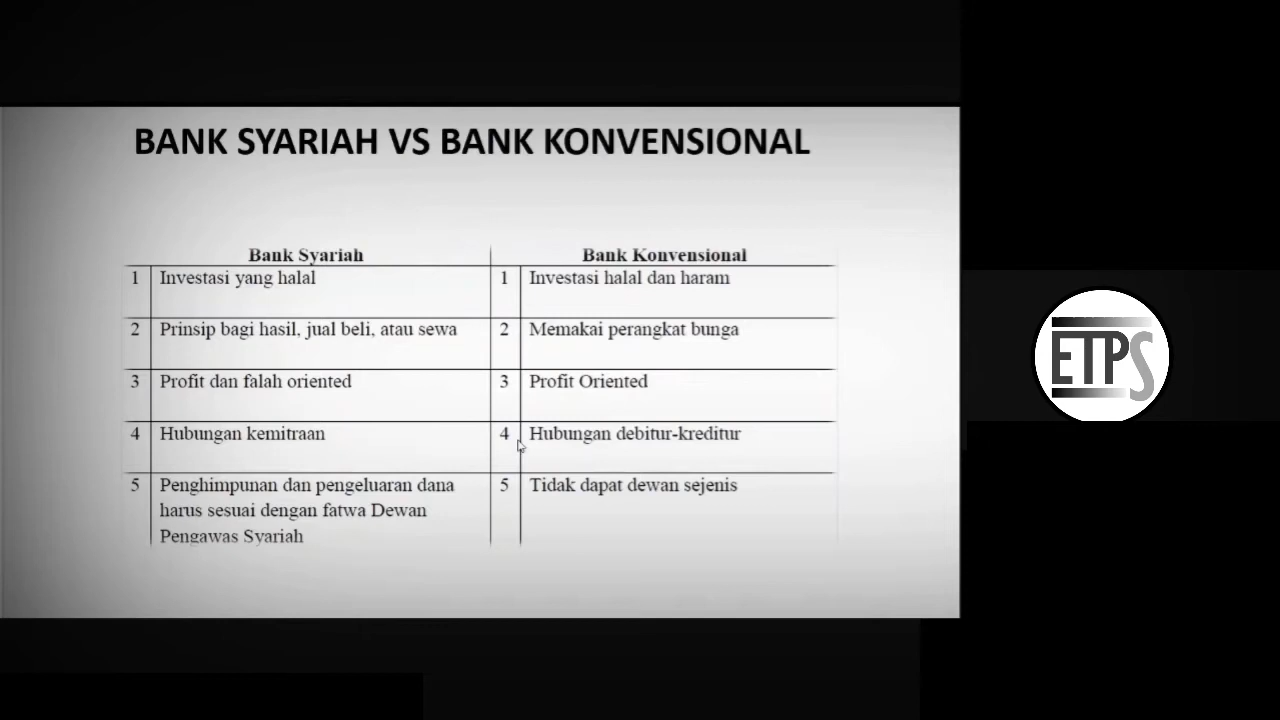 BANK SYARIAH VS BANK KONVENSIONAL
Bank Syariah Bank Konvensional
1 Investasi yang halal 1 Investasi halal dan haram
2 Prinsip bagi hasil, jual beli, atau sewa 2 Memakai perangkat bunga
3 Profit dan falah oriented 3 Profit Oriented
4 Hubungan kemitraan 4 Hubungan debitur-kreditur
5 Penghimpunan dan pengeluaran dana 5 Tidak dapat dewan sejenis
harus sesuai dengan fatwa Dewan
Pengawas Syariah
ETPS